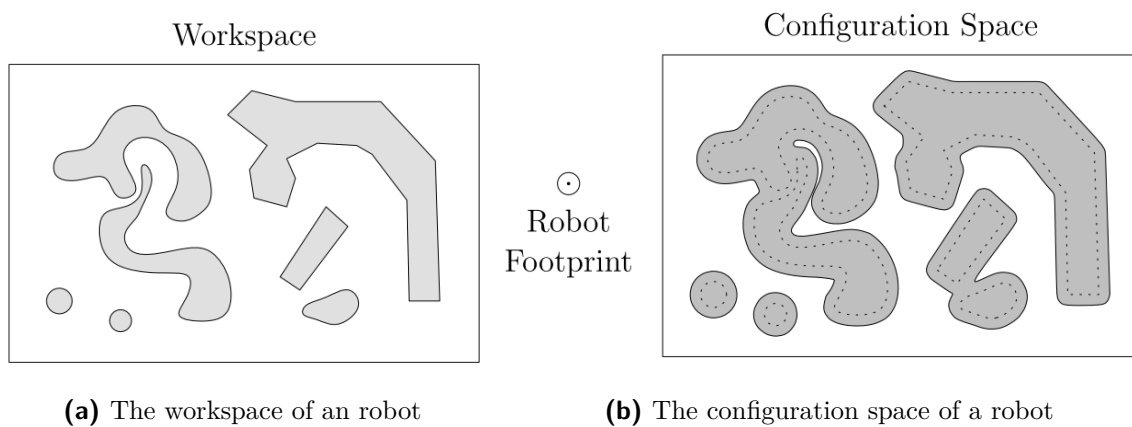 Workspace
Configuration Space
Robot
Footprint
(a) The workspace of an robot
(b) The configuration space of a robot